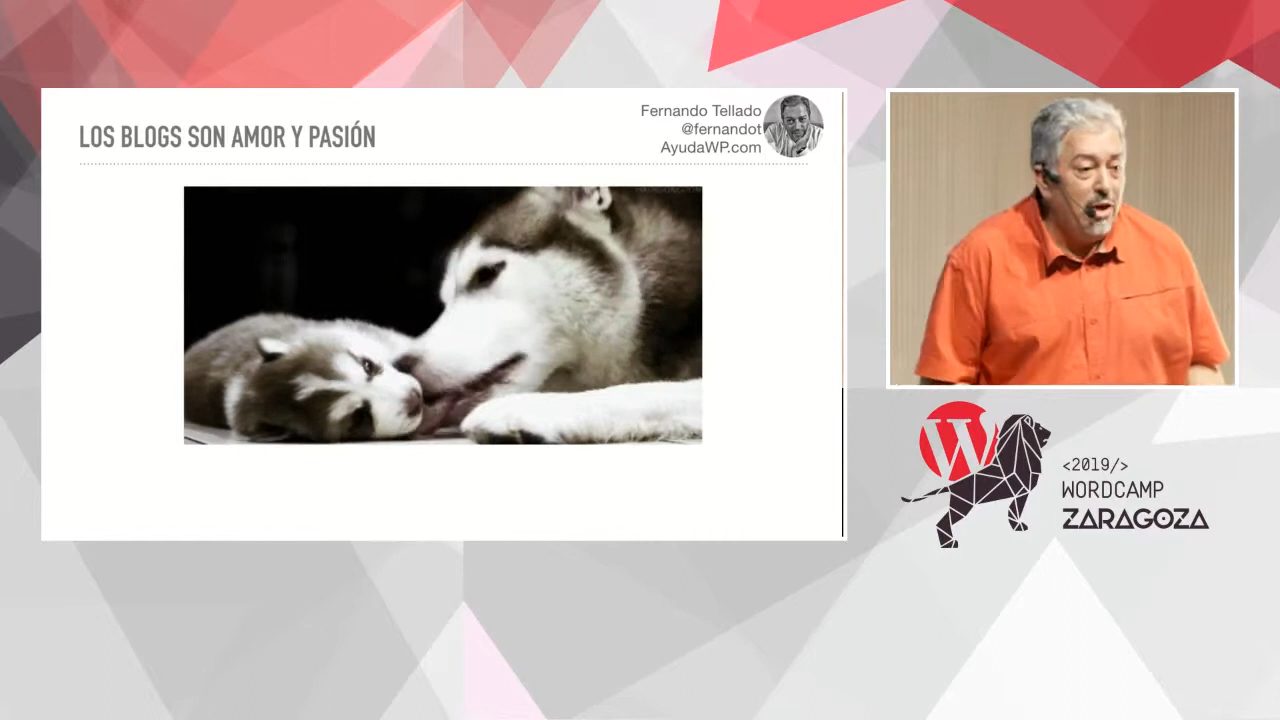 LOS BLOGS SON AMOR Y PASIÓN
Fernando Tellado
@fernandot
AyudaWP.com
W
<2019/>
WORDCAMP
ZARAGOZA